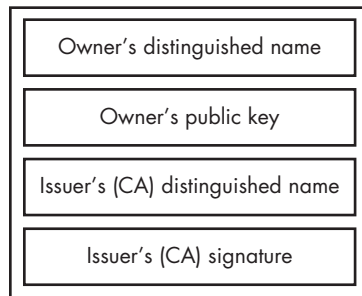 Owner’s distinguished name
Owner’s public key
Issuer’s (CA) distinguished name
Issuer’s (CA) signature